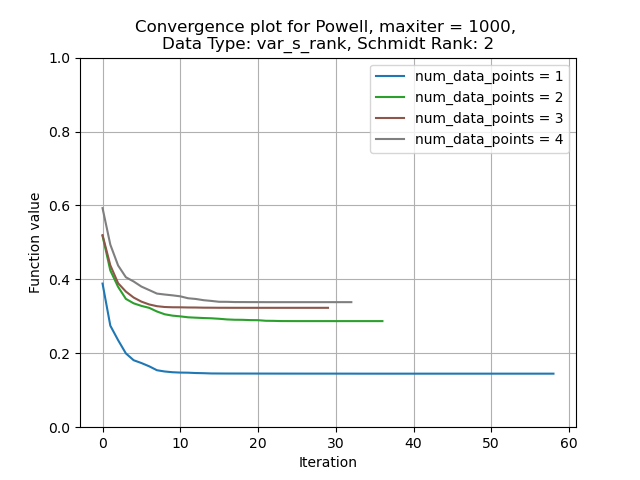 Convergence plot for Powell, maxiter = 1000,
Data Type: var_s_rank, Schmidt Rank: 2
num_data_points = 1
num_data_points = 2
num_data_points = 3
num_data_points = 4
Function value
1.0
0.8
0.6
0.4
0.2
0.0
0 10 20 30 40 50 60
Iteration